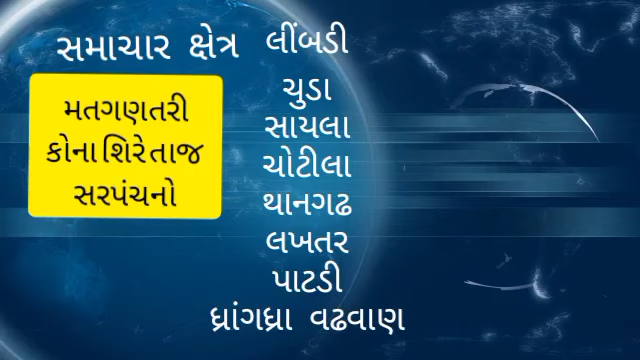 સમાચાર ક્ષેત્ર લીંબડી
ચુડા
સાયલા
ચોટીલા
થાનગઢ
લખતર
પાટડી
ધ્રાંગધ્રા વઢવાણ
મતગણતરી
કોના શિરે તાજ
સરપંચનો